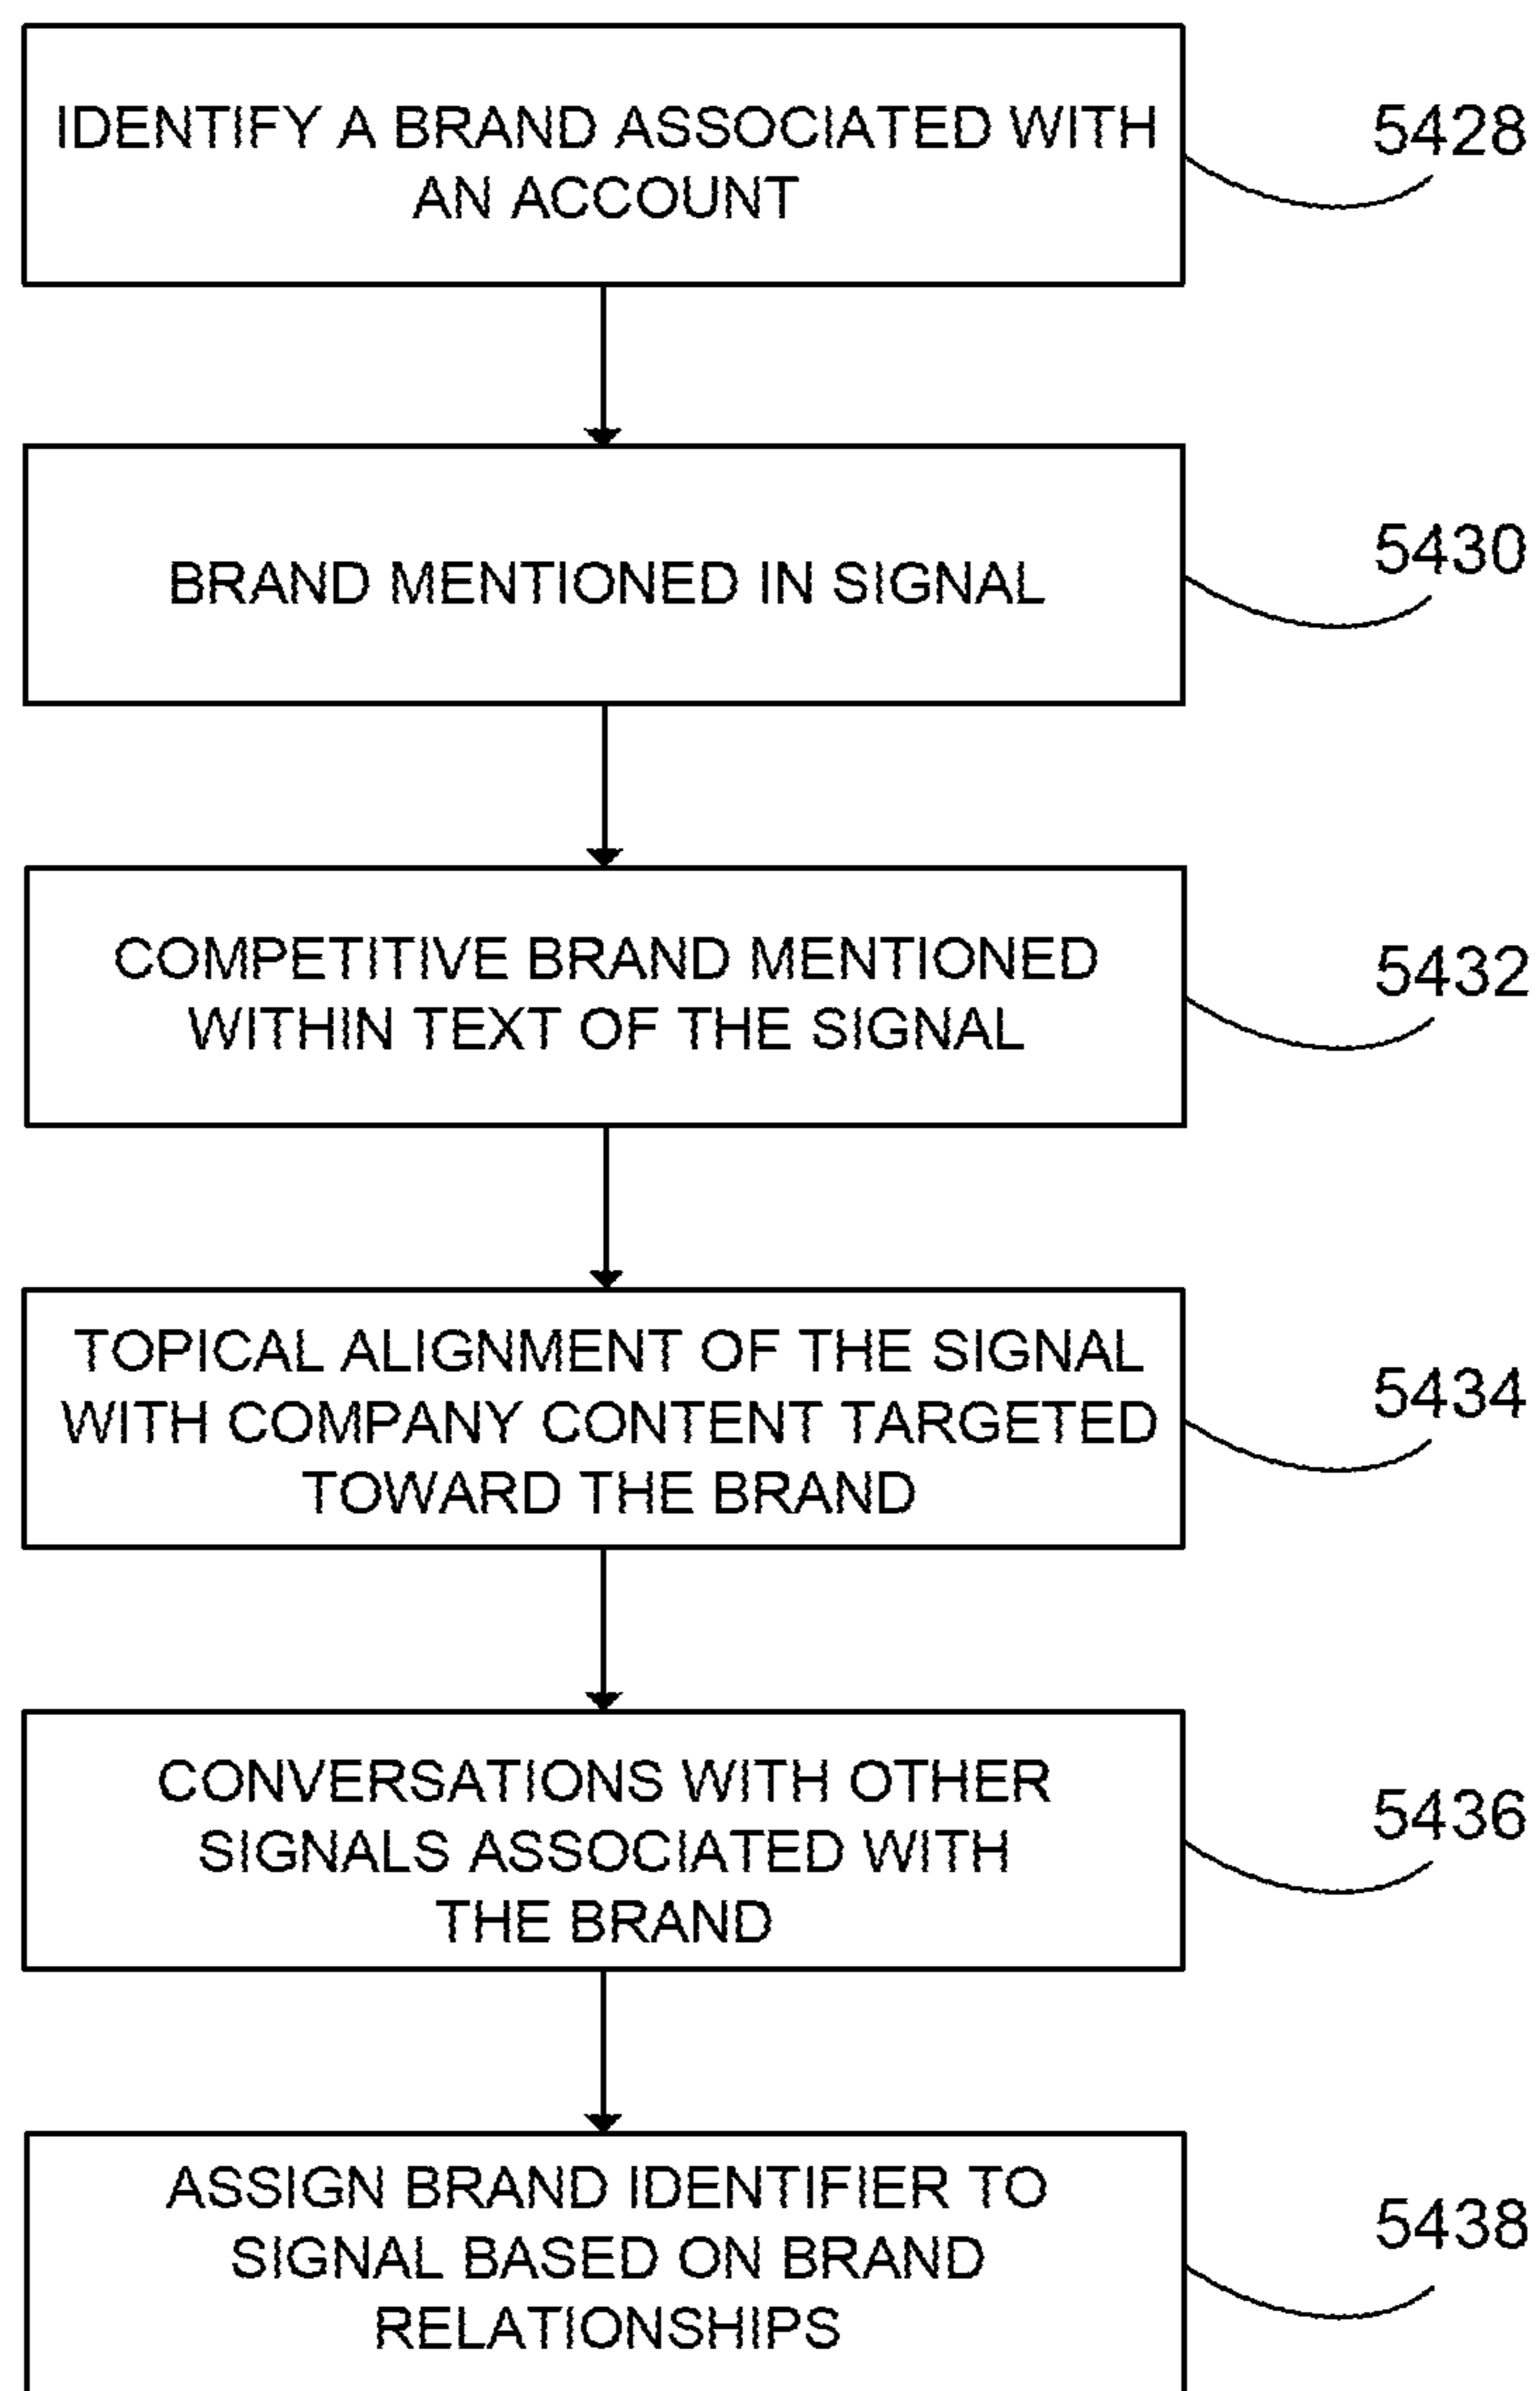 IDENTIFY A BRAND ASSOCIATED WITH
AN ACCOUNT
5428
BRAND MENTIONED IN SIGNAL
5430
COMPETITIVE BRAND MENTIONED
WITHIN TEXT OF THE SIGNAL
5432
TOPICAL ALIGNMENT OF THE SIGNAL
WITH COMPANY CONTENT TARGETED
TOWARD THE BRAND
5434
CONVERSATIONS WITH OTHER
SIGNALS ASSOCIATED WITH
THE BRAND
5436
ASSIGN BRAND IDENTIFIER TO
SIGNAL BASED ON BRAND
RELATIONSHIPS
5438